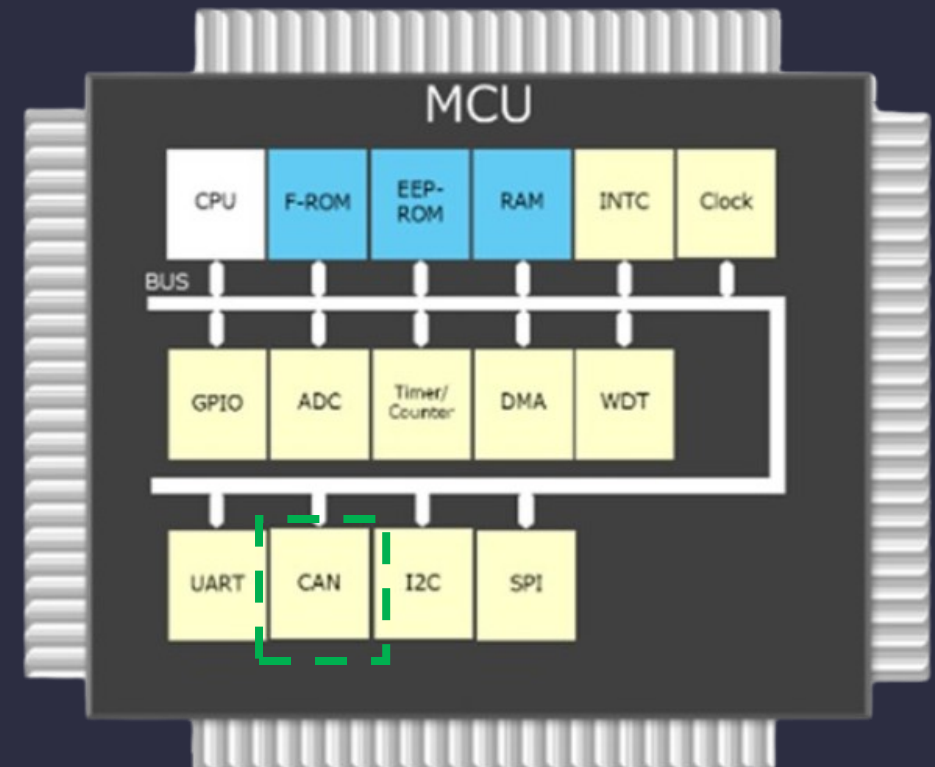 MCU
CPU
F-ROM
EEP-
ROM
RAM
INTC
Clock
BUS
GPIO
ADC
Timer/
Counter
DMA
WDT
UART
CAN
I2C
SPI